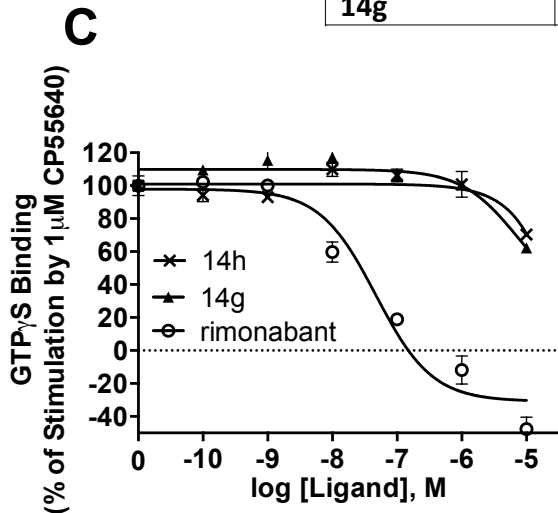 14g
C
GTPγS Binding
(% of Stimulation by 1μM CP55640)
120
100
80
60
40
20
0
-20
-40
14h
14g
rimonabant
0 -10 -9 -8 -7 -6 -5
log [Ligand], M